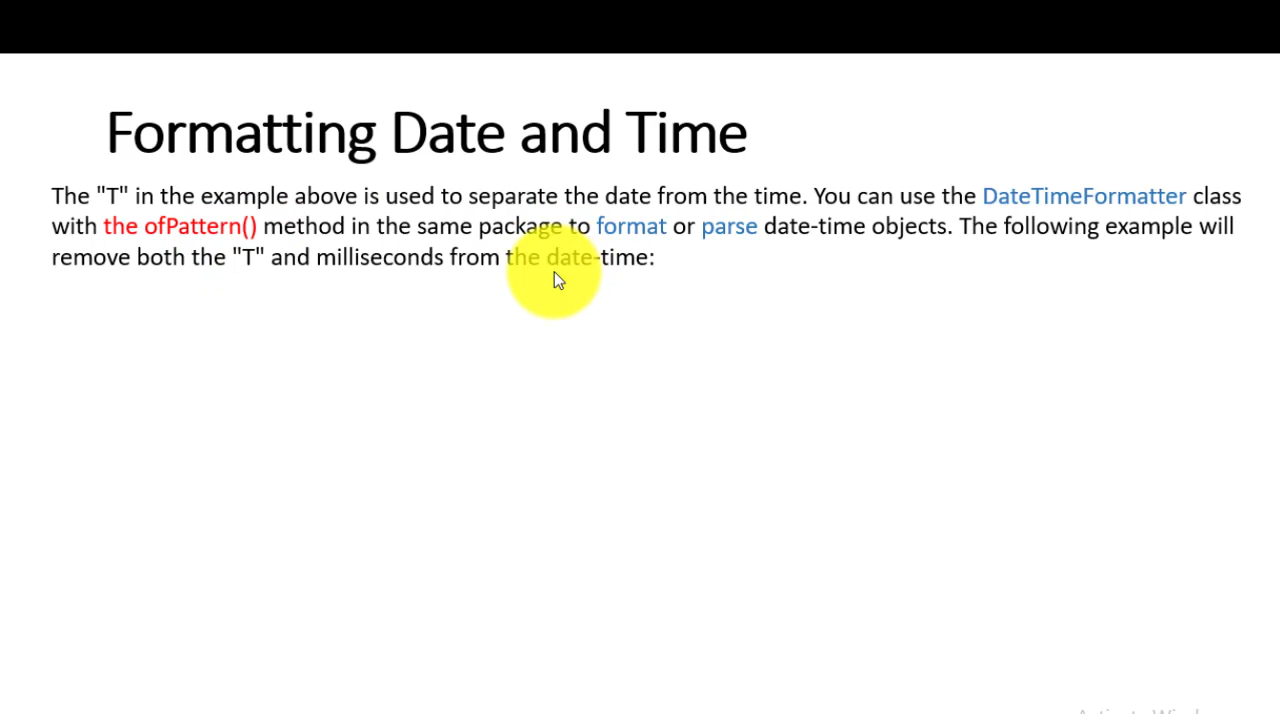 Formatting Date and Time
The "T" in the example above is used to separate the date from the time. You can use the DateTimeFormatter class
with the ofPattern() method in the same package to format or parse date-time objects. The following example will
remove both the "T" and milliseconds from the date-time: